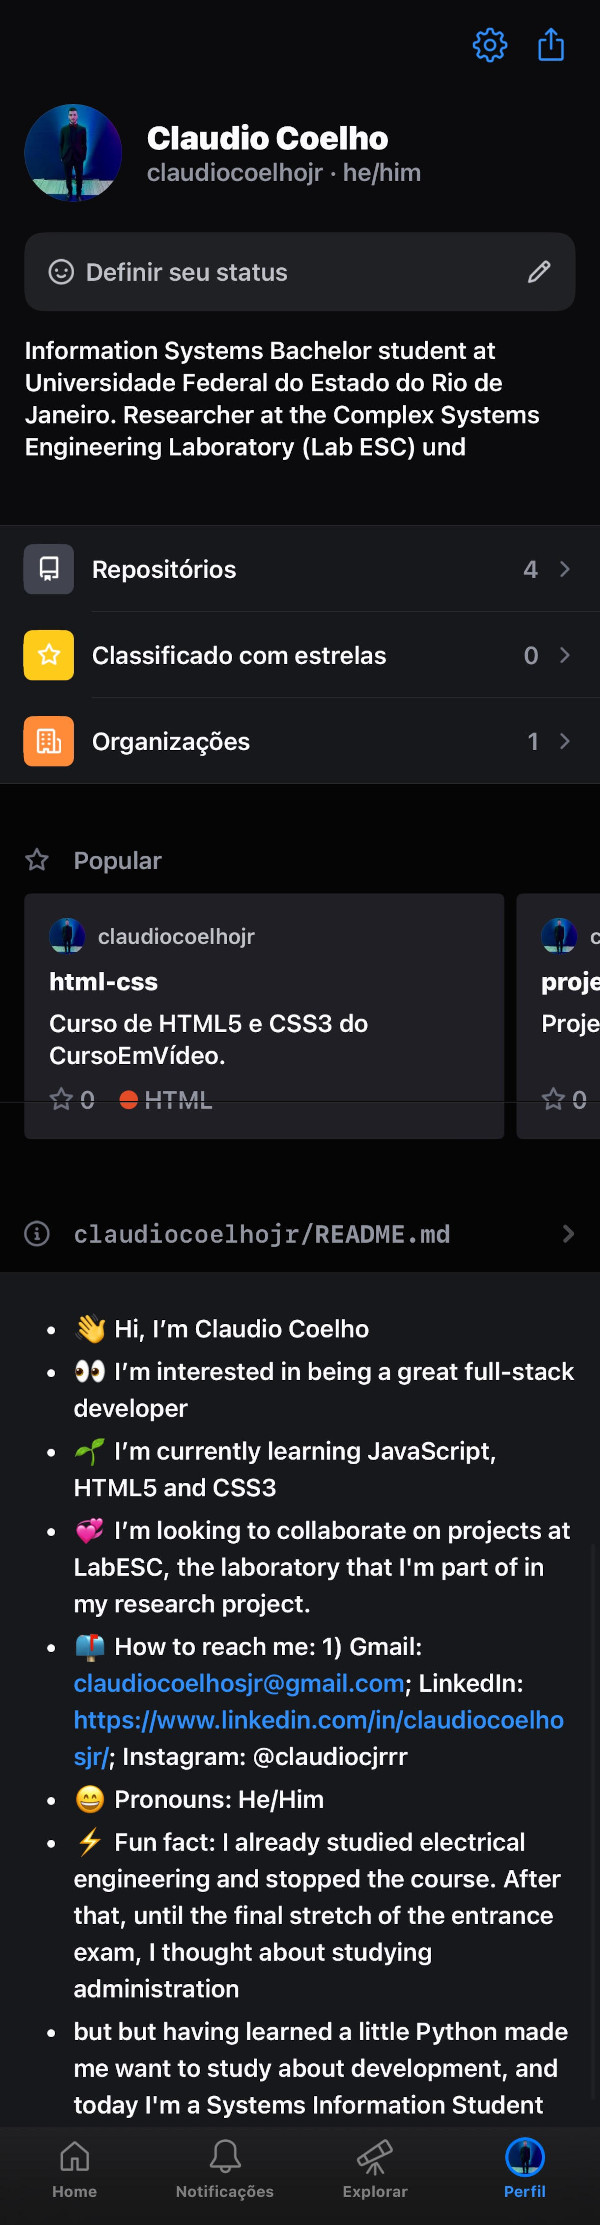 Claudio Coelho
claudiocoelhojr · he/him
Definir seu status
Information Systems Bachelor student at
Universidade Federal do Estado do Rio de
Janeiro. Researcher at the Complex Systems
Engineering Laboratory (Lab ESC) und
Repositórios 4
Classificado com estrelas 0
Organizações 1
Popular
claudiocoelhojr
html-css
Curso de HTML5 e CSS3 do
CursoEmVídeo.
0 HTML
c
proje
Proje
0
claudiocoelhojr/README.md
• 👋 Hi, I’m Claudio Coelho
• 👀 I’m interested in being a great full-stack
developer
• 🌱 I’m currently learning JavaScript,
HTML5 and CSS3
• 💞 I’m looking to collaborate on projects at
LabESC, the laboratory that I'm part of in
my research project.
• 📫 How to reach me: 1) Gmail:
claudiocoelhosjr@gmail.com; LinkedIn:
https://www.linkedin.com/in/claudiocoelho
sjr/; Instagram: @claudiocjrrr
• 😄 Pronouns: He/Him
• ⚡ Fun fact: I already studied electrical
engineering and stopped the course. After
that, until the final stretch of the entrance
exam, I thought about studying
administration
• but but having learned a little Python made
me want to study about development, and
today I'm a Systems Information Student
Home
Notificações
Explorar
Perfil